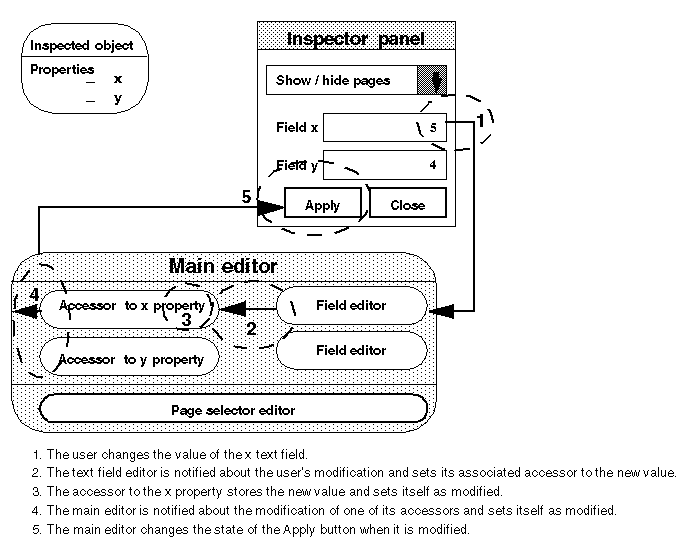 Inspected object
Properties
– x
– y
Inspector panel
Show / hide pages
Field x
5
1
Field y
4
5
Apply
Close
Main editor
4
Accessor to x property
3
2
Field editor
Accessor to y property
Field editor
Page selector editor
1. The user changes the value of the x text field.
2. The text field editor is notified about the user's modification and sets its associated accessor to the new value.
3. The accessor to the x property stores the new value and sets itself as modified.
4. The main editor is notified about the modification of one of its accessors and sets itself as modified.
5. The main editor changes the state of the Apply button when it is modified.